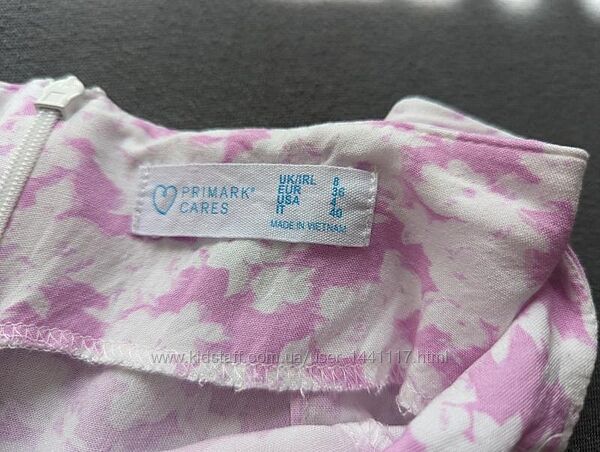 PRIMARK®
CARES
UK/IRL 8
EUR 36
USA 4
IT 40
MADE IN VIETNAM
www.kidstaff.com.ua/user-1441117.html